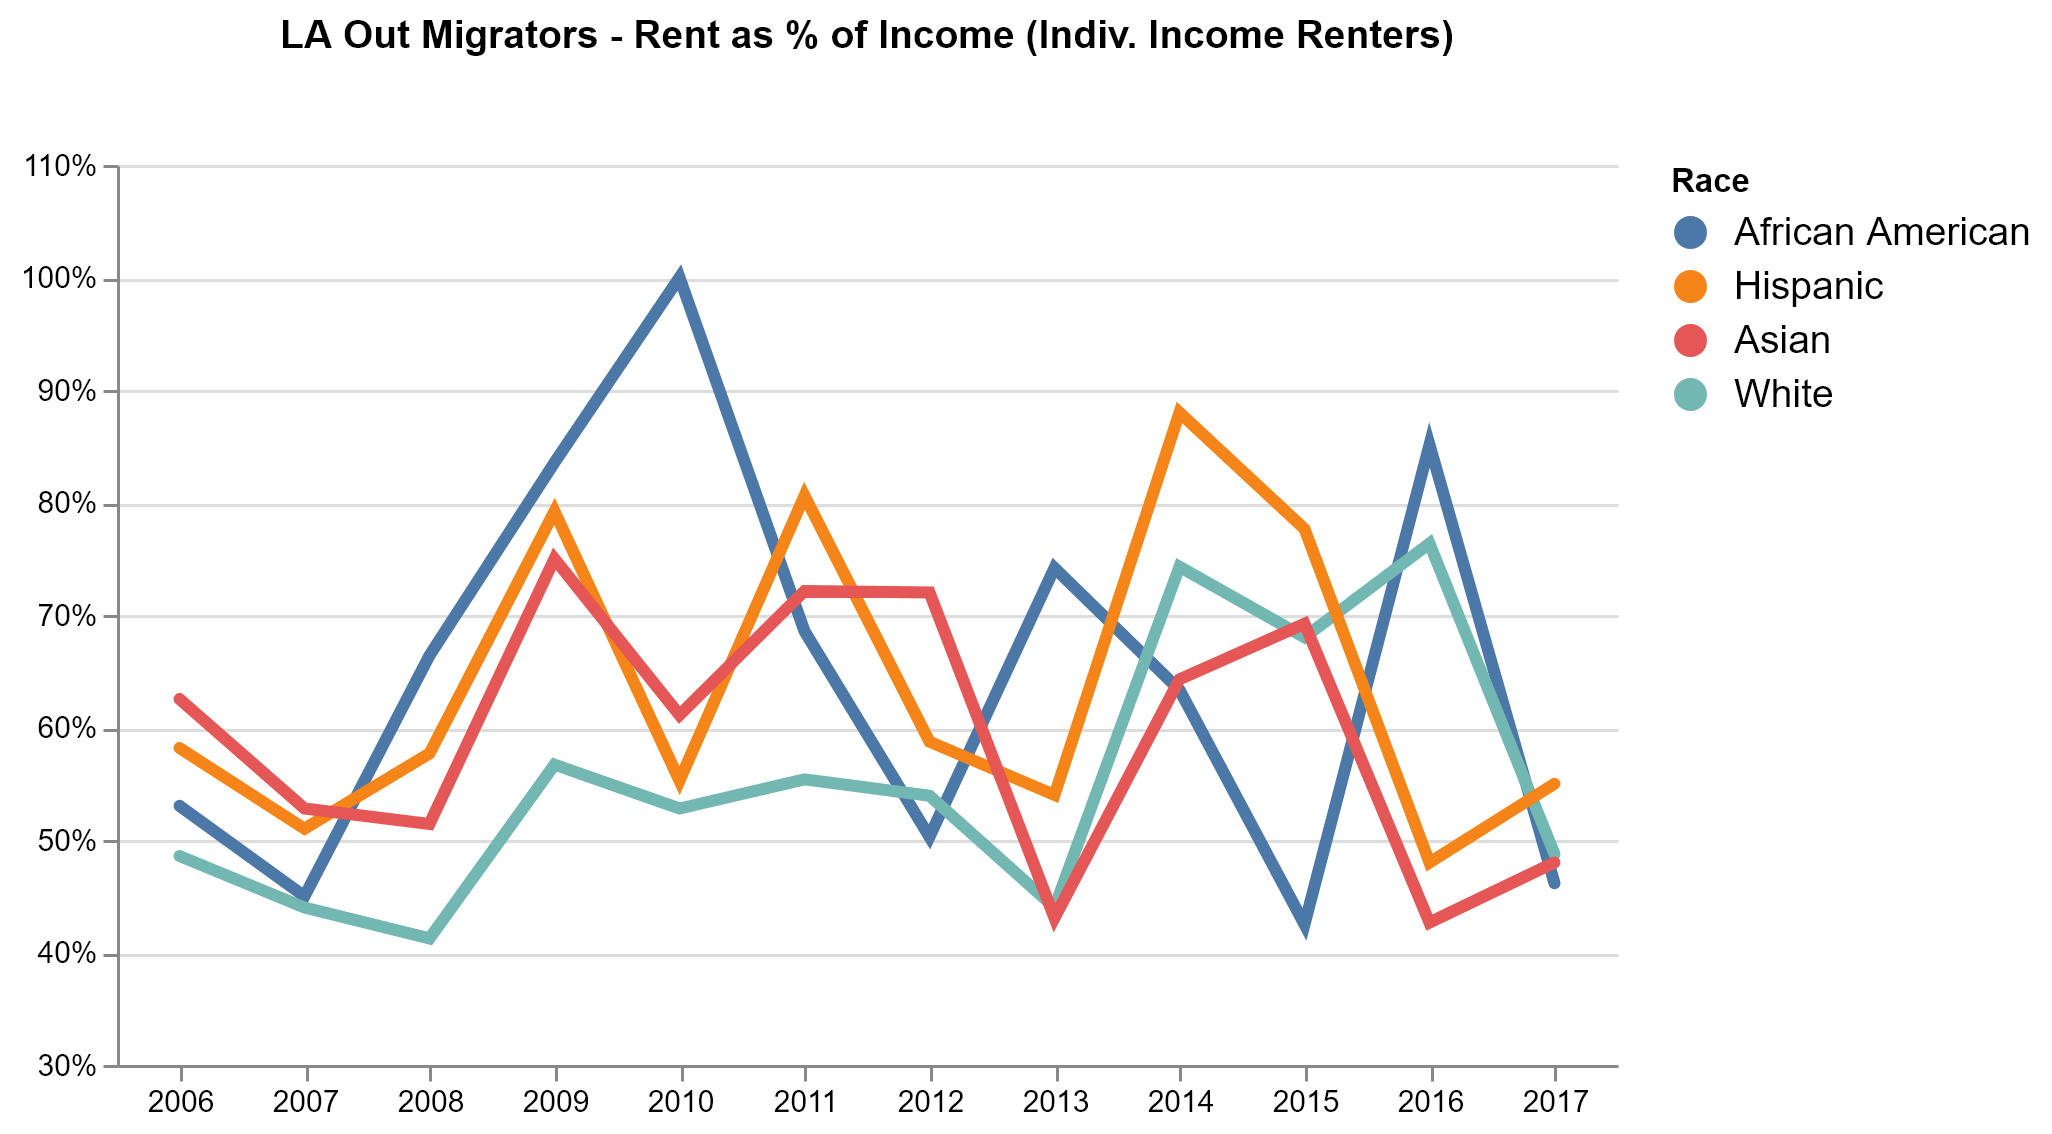 LA Out Migrators - Rent as % of Income (Indiv. Income Renters)
110%
100%
90%
80%
70%
60%
50%
40%
30%
2006 2007 2008 2009 2010 2011 2012 2013 2014 2015 2016 2017
Race
African American
Hispanic
Asian
White